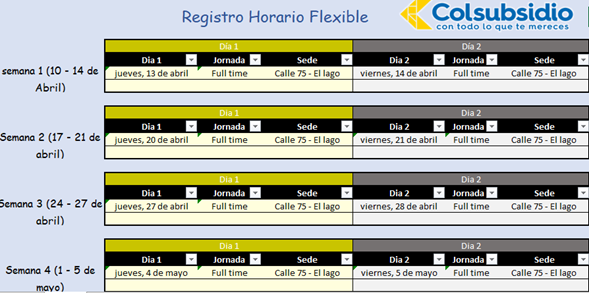 Registro Horario Flexible
Colsubsidio
con todo lo que te mereces
Día 1 Día 2
Dia 1 Jornada Sede Dia 2 Jornada Sede
semana 1 (10 - 14 de Abril)
jueves, 13 de abril Full time Calle 75 - El lago viernes, 14 de abril Full time Calle 75 - El lago
Día 1 Día 2
Dia 1 Jornada Sede Dia 2 Jornada Sede
Semana 2 (17 - 21 de abril)
jueves, 20 de abril Full time Calle 75 - El lago viernes, 21 de abril Full time Calle 75 - El lago
Día 1 Día 2
Dia 1 Jornada Sede Dia 2 Jornada Sede
Semana 3 (24 - 27 de abril)
jueves, 27 de abril Full time Calle 75 - El lago viernes, 28 de abril Full time Calle 75 - El lago
Día 1 Día 2
Dia 1 Jornada Sede Dia 2 Jornada Sede
Semana 4 (1 - 5 de mayo)
jueves, 4 de mayo Full time Calle 75 - El lago viernes, 5 de mayo Full time Calle 75 - El lago